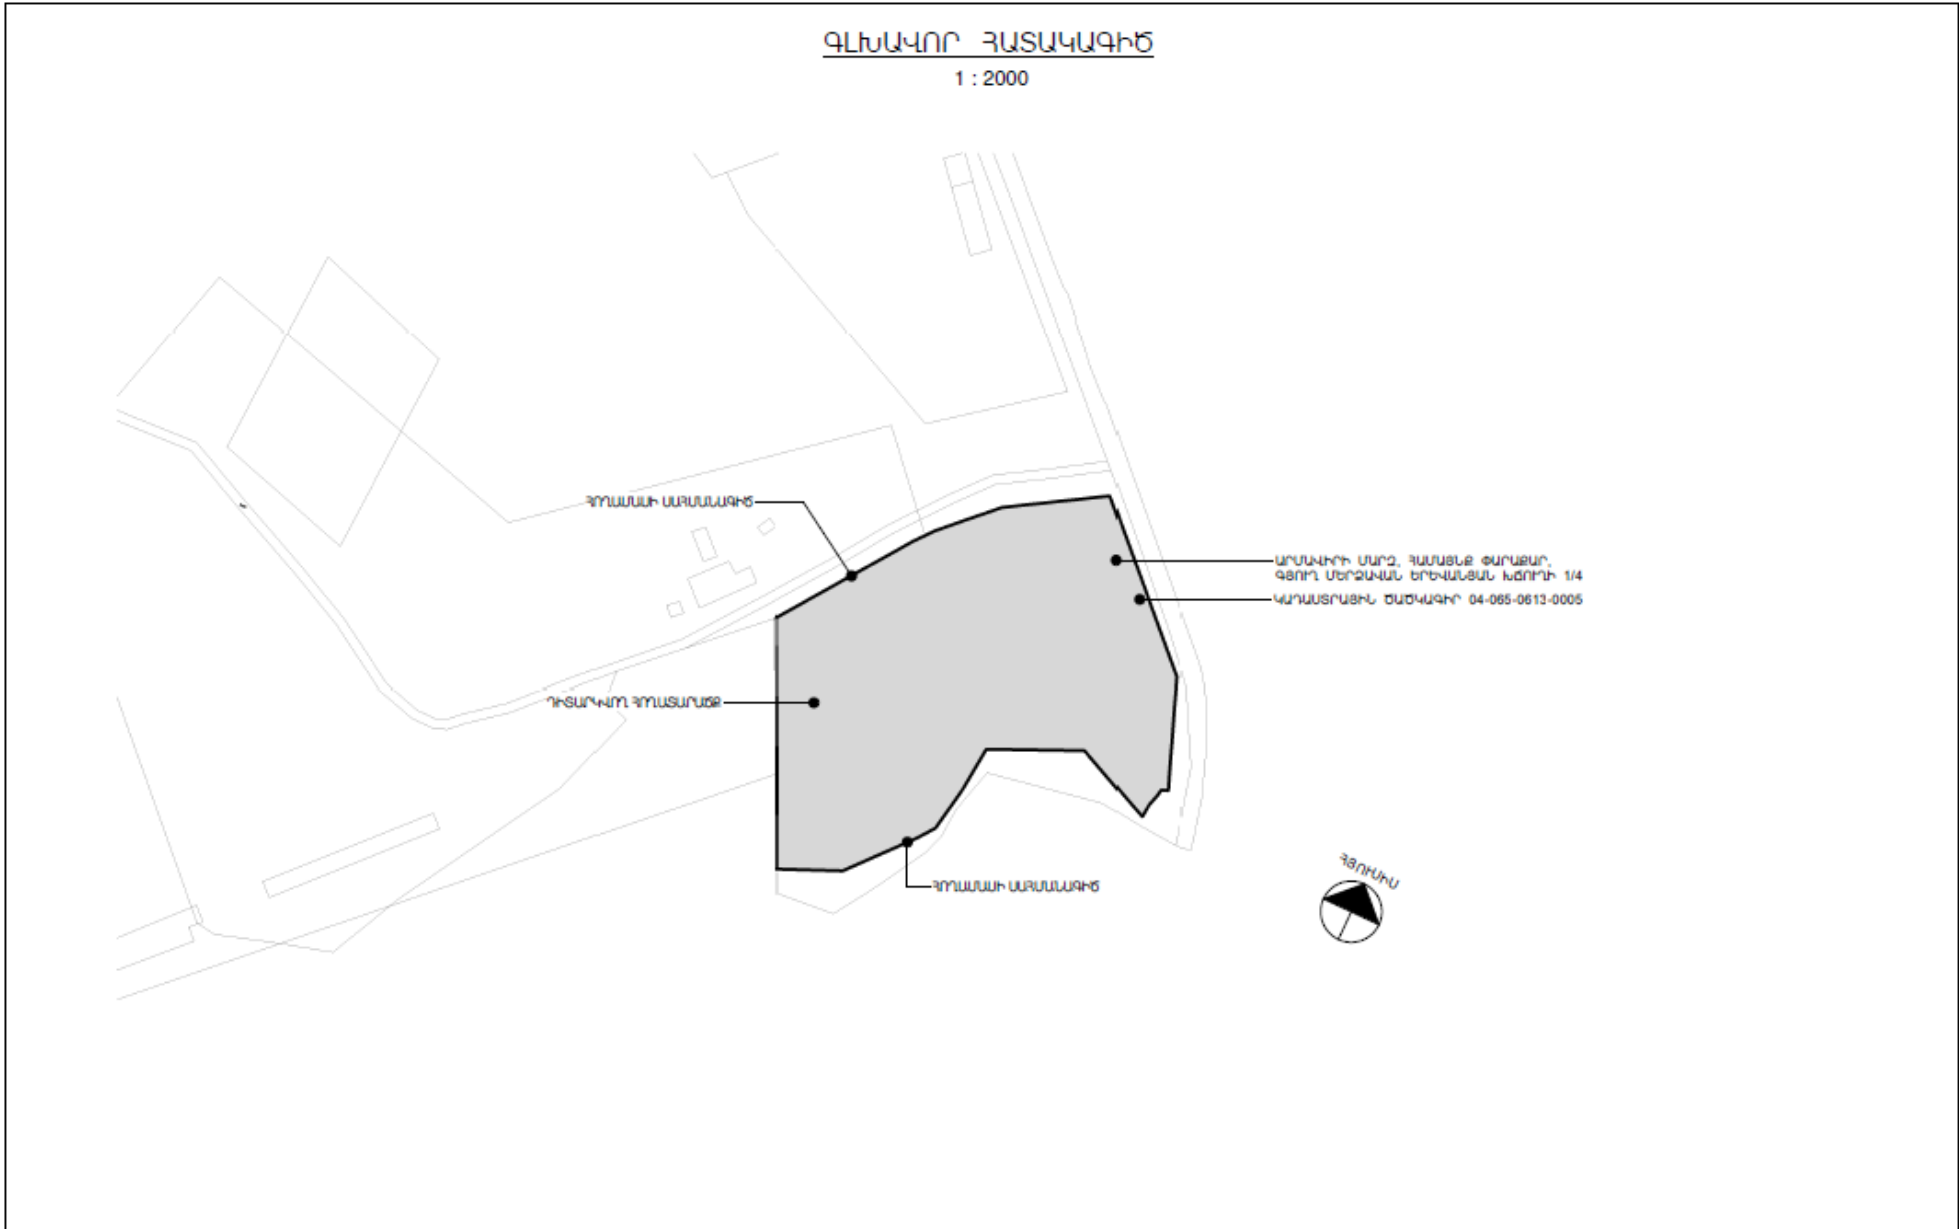 ԳԼԽԱՎՈՐ ՀԱՏԱԿԱԳԻԾ
1 : 2000
ՀՈՂԱՄԱՍԻ ՍԱՀՄԱՆԱԳԻԾ
ԱՐՄԱՎԻՐԻ ՄԱՐԶ, ՀԱՄԱՅՆՔ ՓԱՐԱՔԱՐ,
ԳՅՈՒՂ ՄԵՐՁԱՎԱՆ ԵՐԵՎԱՆՅԱՆ ԽՃՈՒՂԻ 1/4
ԿԱԴԱՍՏՐԱՅԻՆ ԾԱԾԿԱԳԻՐ 04-065-0613-0005
ԴԻՏԱՐԿՎՈՂ ՀՈՂԱՏԱՐԱԾՔ
ՀՈՂԱՄԱՍԻ ՍԱՀՄԱՆԱԳԻԾ
ՀՅՈՒՍԻՍ